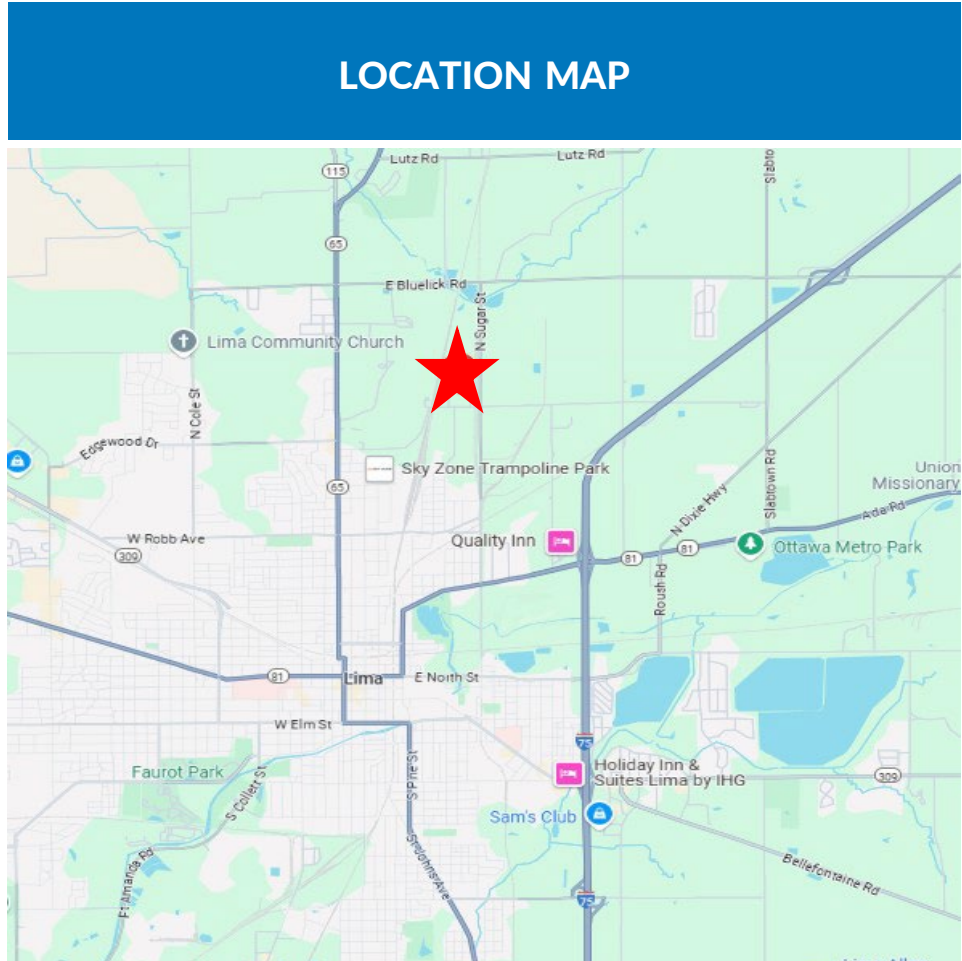 LOCATION MAP
Lutz Rd
Lutz Rd
115
65
E Bluelick Rd
N Sugar St
Lima Community Church
N Cole St
Edgewood Dr
Sky Zone Trampoline Park
65
Union
Missionary
Slabtown Rd
N Dixie Hwy
Ada Rd
W Robb Ave
309
Quality Inn
81
81
Ottawa Metro Park
Roush Rd
81
Lima
E North St
W Elm St
75
Faurot Park
S Collett St
S Pine St
Holiday Inn &
Suites Lima by IHG
309
Sam's Club
St Johns Ave
Ft Amanda Rd
Bellefontaine Rd
75